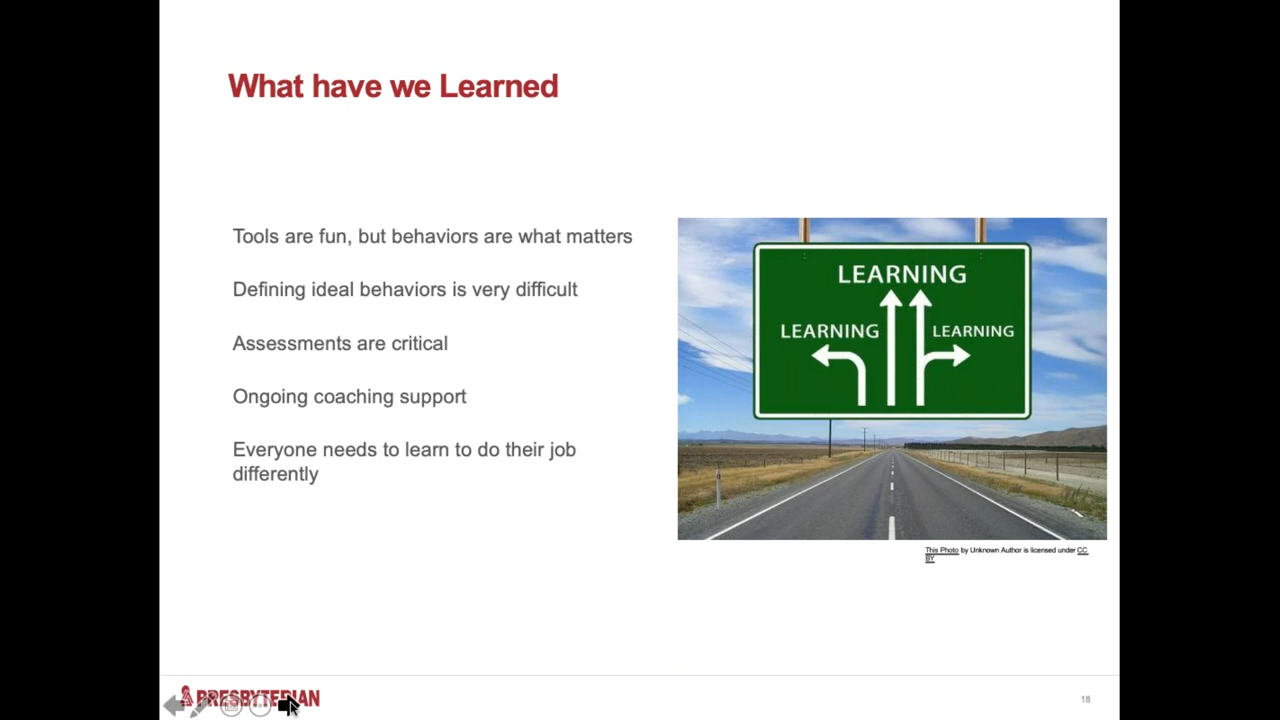 What have we Learned
Tools are fun, but behaviors are what matters
Defining ideal behaviors is very difficult
Assessments are critical
Ongoing coaching support
Everyone needs to learn to do their job
differently
LEARNING
LEARNING
LEARNING
This Photo by Unknown Author is licensed under CC
BY
PRESBYTERIAN
18